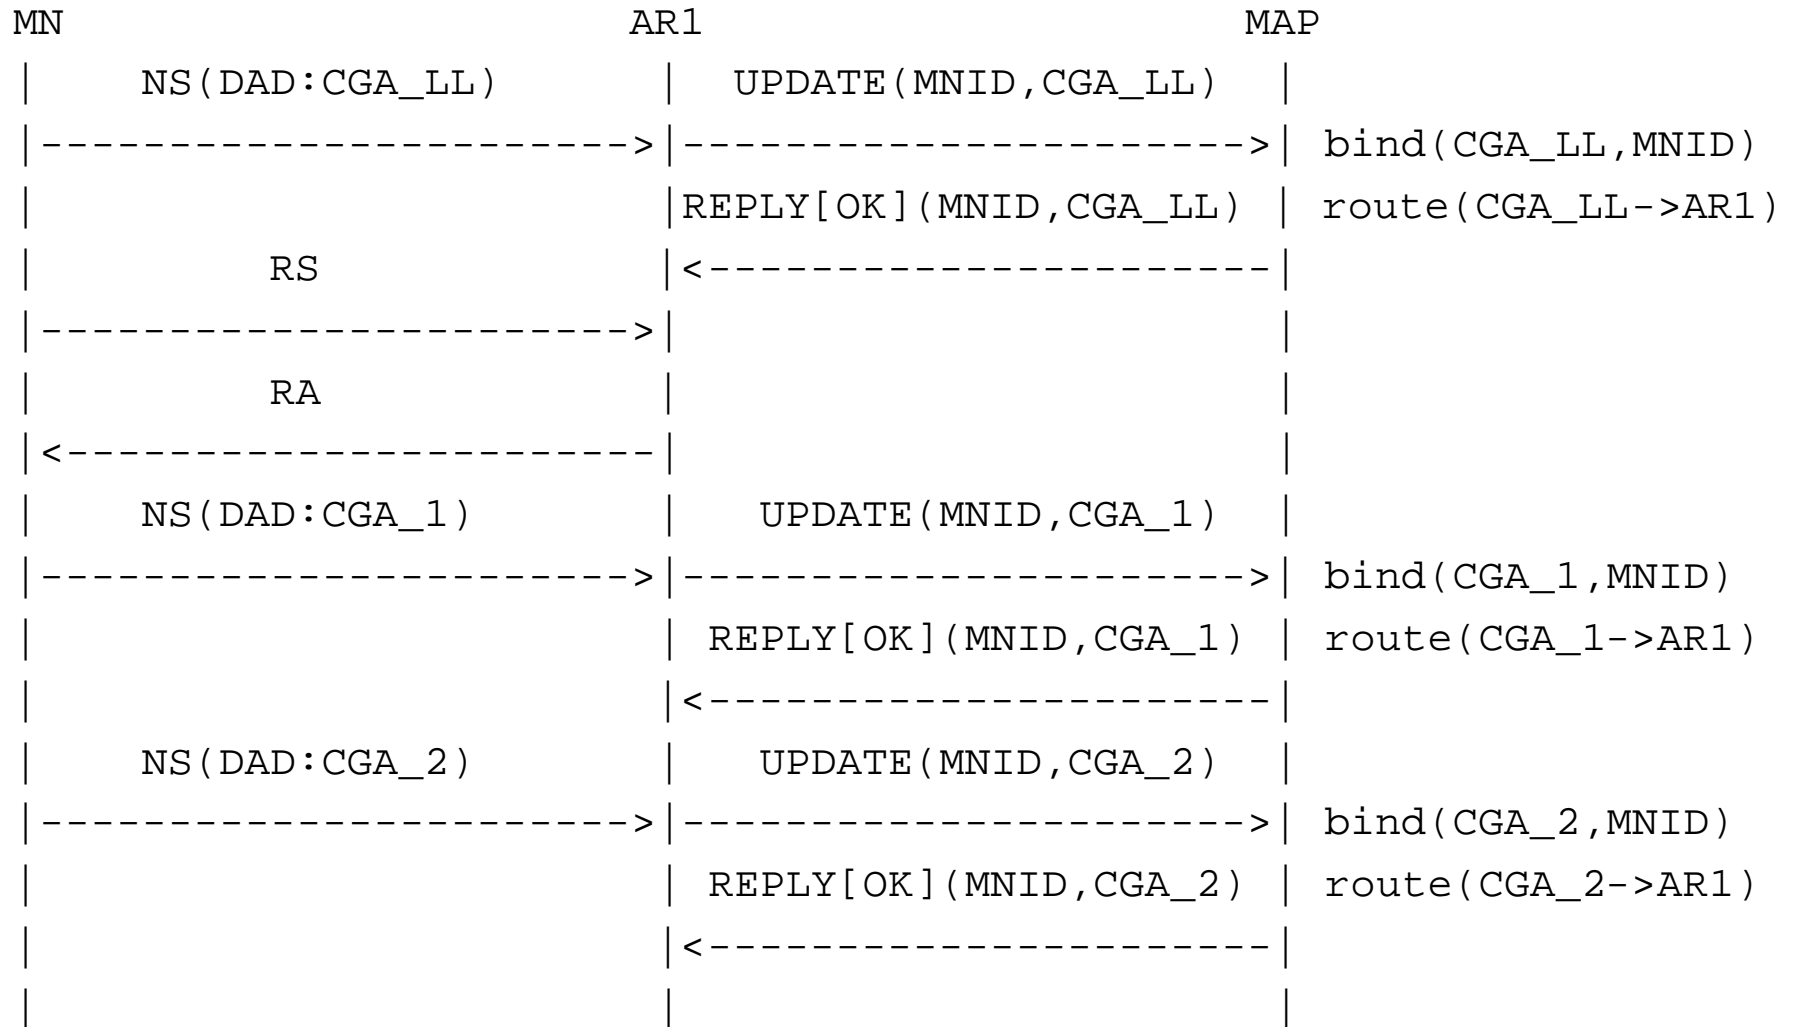 MN AR1 MAP
| NS(DAD:CGA_LL) | UPDATE(MNID,CGA_LL) |
|----------------------->|---------------------->| bind(CGA_LL,MNID)
| |REPLY[OK](MNID,CGA_LL) | route(CGA_LL->AR1)
| RS |<----------------------|
|----------------------->| |
| RA | |
|<-----------------------| |
| NS(DAD:CGA_1) | UPDATE(MNID,CGA_1) |
|----------------------->|---------------------->| bind(CGA_1,MNID)
| | REPLY[OK](MNID,CGA_1) | route(CGA_1->AR1)
| |<----------------------|
| NS(DAD:CGA_2) | UPDATE(MNID,CGA_2) |
|----------------------->|---------------------->| bind(CGA_2,MNID)
| | REPLY[OK](MNID,CGA_2) | route(CGA_2->AR1)
| |<----------------------|
| | |